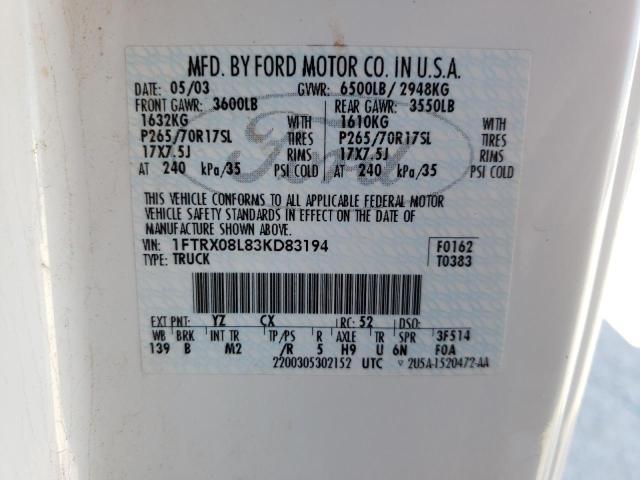 MFD. BY FORD MOTOR CO. IN U.S.A.
DATE: 05/03 GVWR: 6500LB/ 2948KG
FRONT GAWR: 3600LB REAR GAWR: 3550LB
1632KG WITH 1610KG WITH
P265/70R17SL TIRES P265/70R17SL TIRES
17X7.5J RIMS 17X7.5J RIMS
AT 240 kPa/35 PSI COLD AT 240 kPa/35 PSI COLD
Ford
THIS VEHICLE CONFORMS TO ALL APPLICABLE FEDERAL MOTOR
VEHICLE SAFETY STANDARDS IN EFFECT ON THE DATE OF
MANUFACTURE SHOWN ABOVE.
VIN: 1FTRX08L83KD83194 F0162
TYPE: TRUCK T0383
EXT PNT: YZ CX RC: 52 DSO:
WB BRK INT TR TP/PS R AXLE TR SPR 3F514
139 B M2 /R 5 H9 U 6N F0A
2200305302152 UTC ▽ 2U5A-1520472-AA